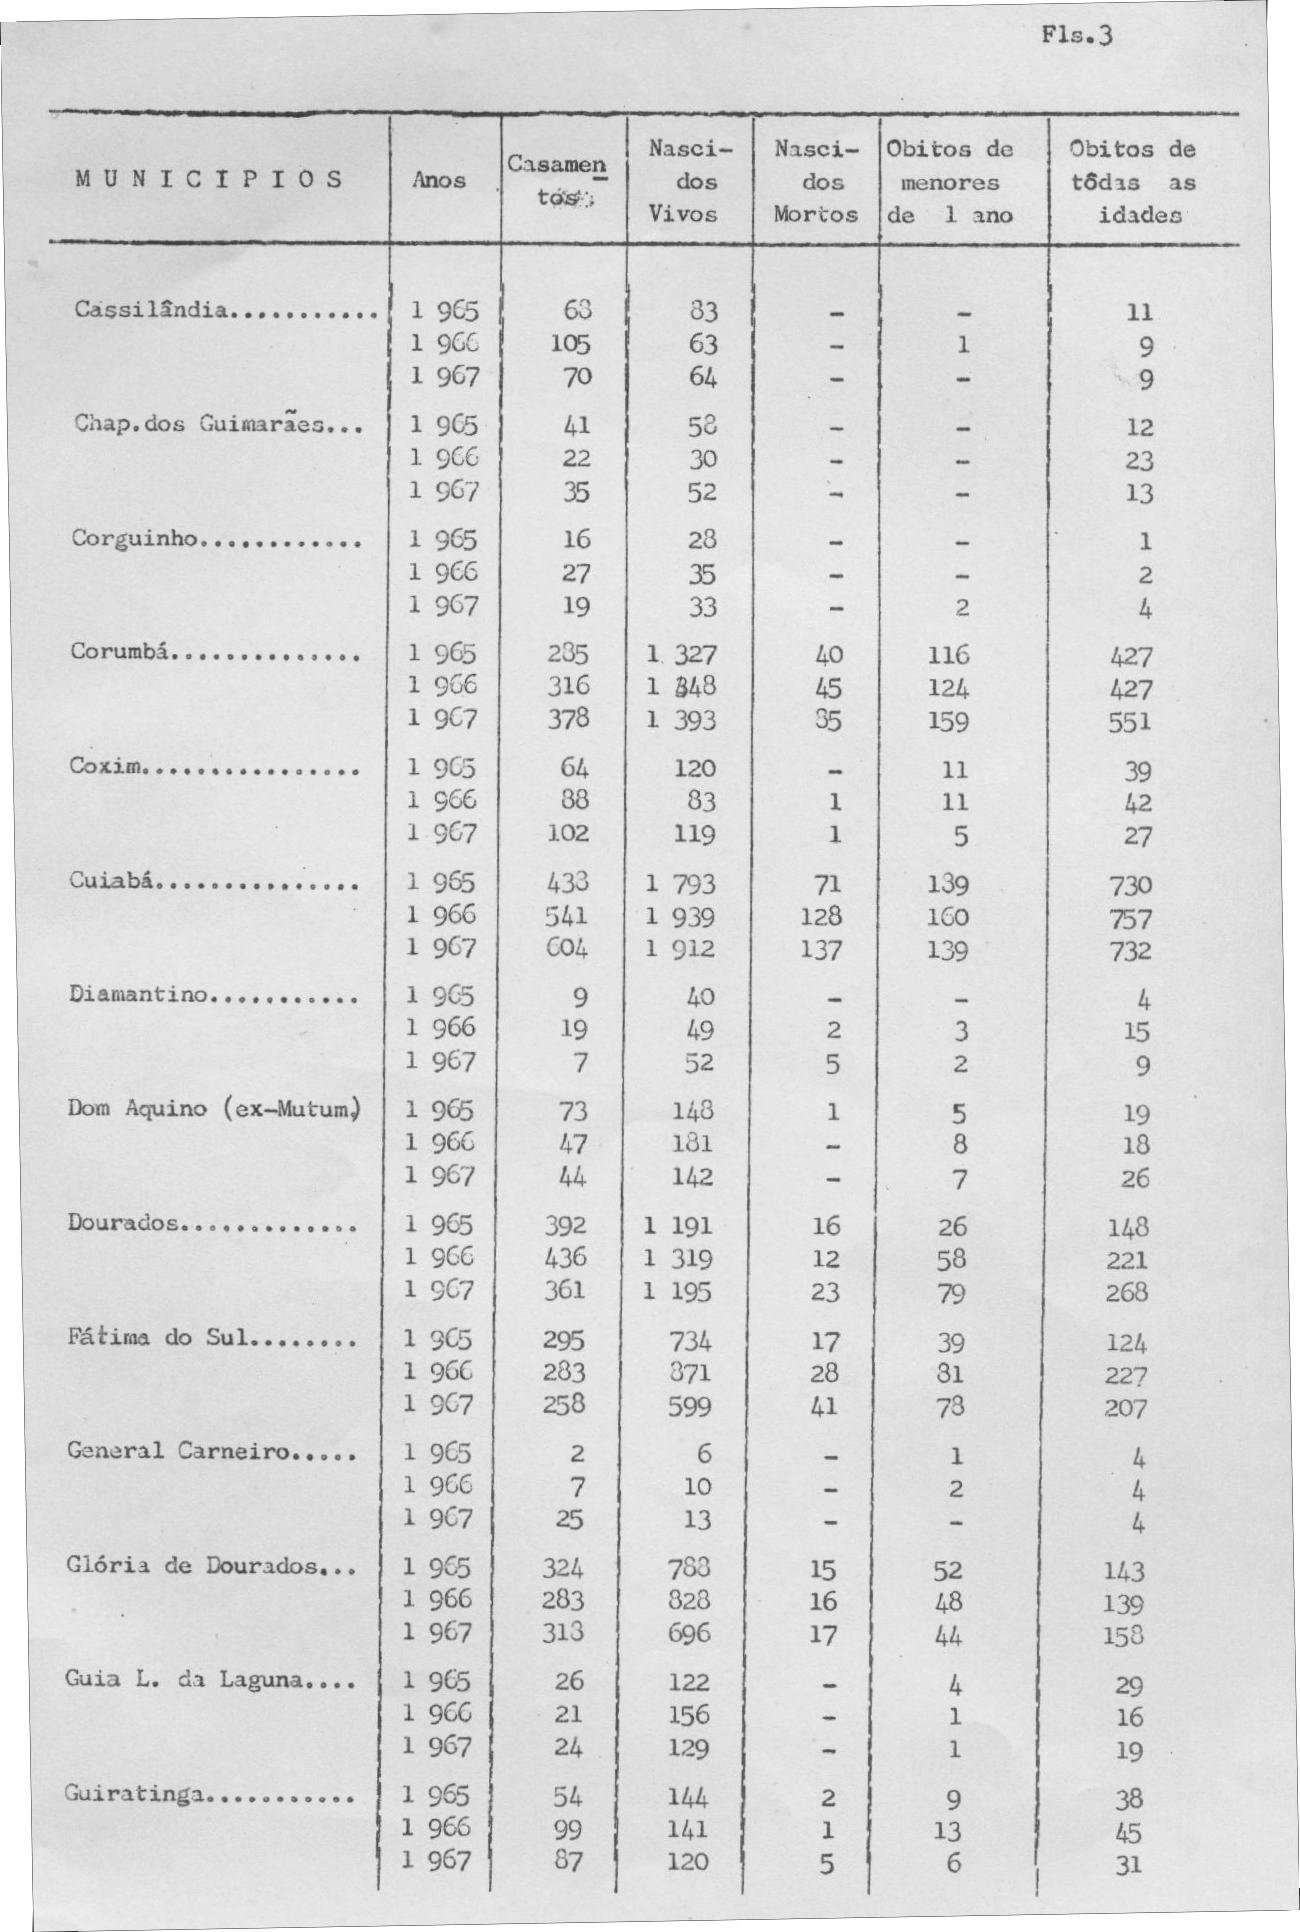 Fls.3
MUNICIPIOS Anos Casamentos Nasci-dos Vivos Nasci-dos Mortos Obitos de menores de 1 ano Obitos de tôdas as idades
Cassilândia........... 1 965 68 83 - - 11
1 966 105 63 - 1 9
1 967 70 64 - - 9
Chap.dos Guimarães... 1 965 41 58 - - 12
1 966 22 30 - - 23
1 967 35 52 - - 13
Corguinho............ 1 965 16 28 - - 1
1 966 27 35 - - 2
1 967 19 33 - 2 4
Corumbá.............. 1 965 285 1 327 40 116 427
1 966 316 1 348 45 124 427
1 967 378 1 393 85 159 551
Coxim................ 1 965 64 120 - 11 39
1 966 88 83 1 11 42
1 967 102 119 1 5 27
Cuiabá............... 1 965 438 1 793 71 139 730
1 966 541 1 939 128 160 757
1 967 604 1 912 137 139 732
Diamantino........... 1 965 9 40 - - 4
1 966 19 49 2 3 15
1 967 7 52 5 2 9
Dom Aquino (ex-Mutum) 1 965 73 148 1 5 19
1 966 47 181 - 8 18
1 967 44 142 - 7 26
Dourados............. 1 965 392 1 191 16 26 148
1 966 436 1 319 12 58 221
1 967 361 1 195 23 79 268
Fátima do Sul........ 1 965 295 734 17 39 124
1 966 283 871 28 81 227
1 967 258 599 41 78 207
General Carneiro..... 1 965 2 6 - 1 4
1 966 7 10 - 2 4
1 967 25 13 - - 4
Glória de Dourados... 1 965 324 788 15 52 143
1 966 283 828 16 48 139
1 967 318 696 17 44 158
Guia L. da Laguna.... 1 965 26 122 - 4 29
1 966 21 156 - 1 16
1 967 24 129 - 1 19
Guiratinga........... 1 965 54 144 2 9 38
1 966 99 141 1 13 45
1 967 87 120 5 6 31